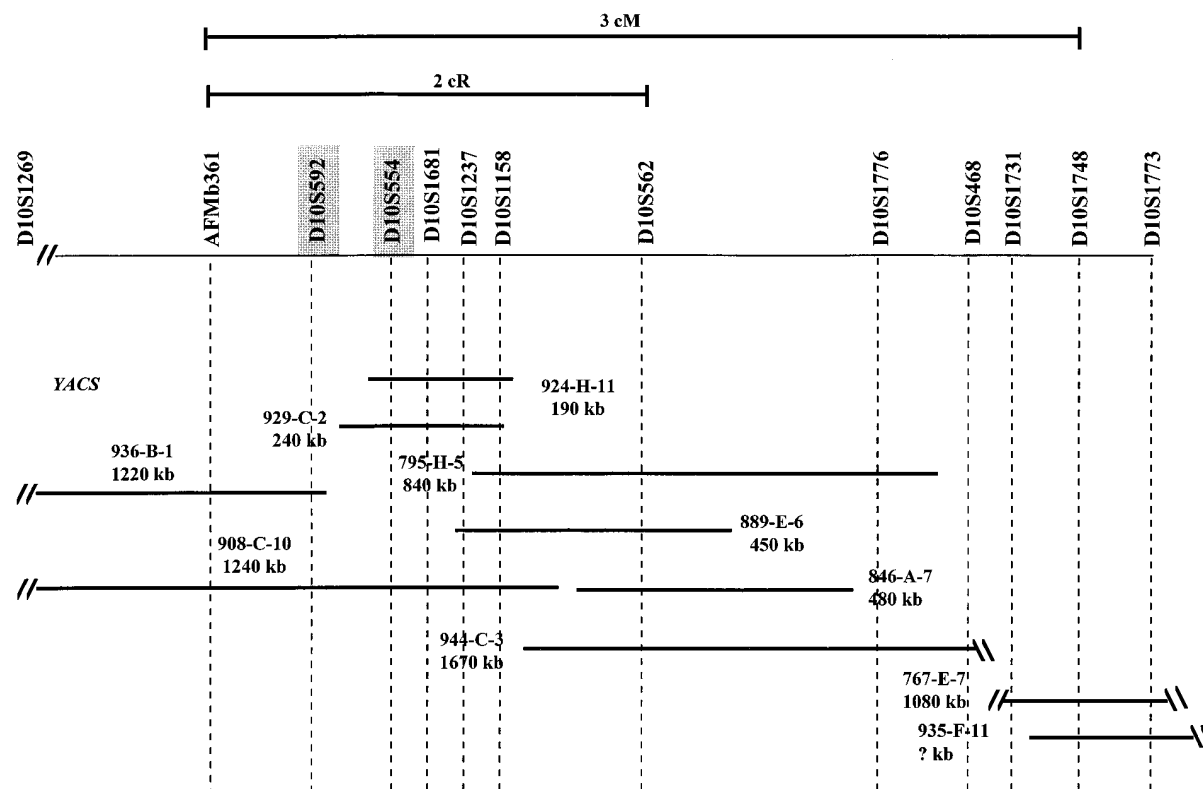 3 cM
2 cR
D10S1269
AFMb361
D10S592
D10S554
D10S1681
D10S1237
D10S1158
D10S562
D10S1776
D10S468
D10S1731
D10S1748
D10S1773
YACS
924-H-11
190 kb
929-C-2
240 kb
936-B-1
1220 kb
795-H-5
840 kb
889-E-6
450 kb
908-C-10
1240 kb
846-A-7
480 kb
944-C-3
1670 kb
767-E-7
1080 kb
935-F-11
? kb